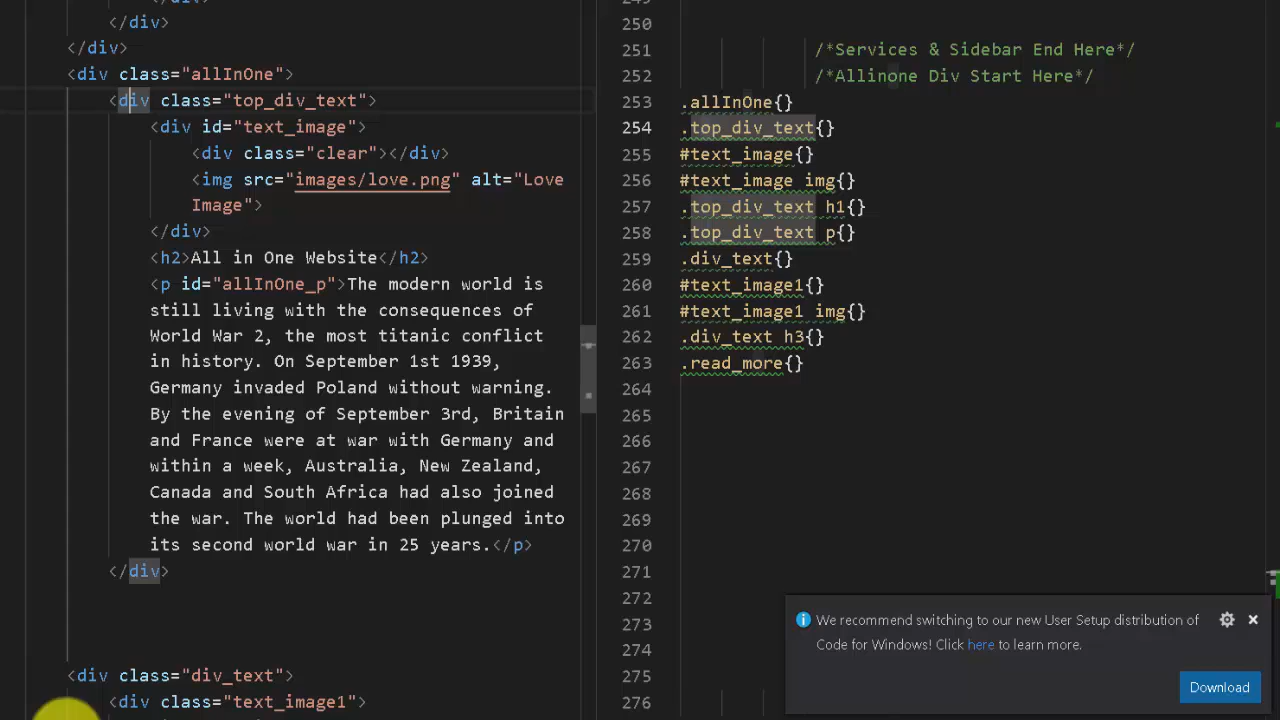 </div>
</div>
</div>
<div class="allInOne">
<div class="top_div_text">
<div id="text_image">
<div class="clear"></div>
<img src="images/love.png" alt="Love
Image">
</div>
<h2>All in One Website</h2>
<p id="allInOne_p">The modern world is
still living with the consequences of
World War 2, the most titanic conflict
in history. On September 1st 1939,
Germany invaded Poland without warning.
By the evening of September 3rd, Britain
and France were at war with Germany and
within a week, Australia, New Zealand,
Canada and South Africa had also joined
the war. The world had been plunged into
its second world war in 25 years.</p>
</div>
<div class="div_text">
<div class="text_image1">
249
250
251 /*Services & Sidebar End Here*/
252 /*Allinone Div Start Here*/
253 .allInOne{}
254 .top_div_text{}
255 #text_image{}
256 #text_image img{}
257 .top_div_text h1{}
258 .top_div_text p{}
259 .div_text{}
260 #text_image1{}
261 #text_image1 img{}
262 .div_text h3{}
263 .read_more{}
264
265
266
267
268
269
270
271
272
273
274
275
276
We recommend switching to our new User Setup distribution of
Code for Windows! Click here to learn more.
Download